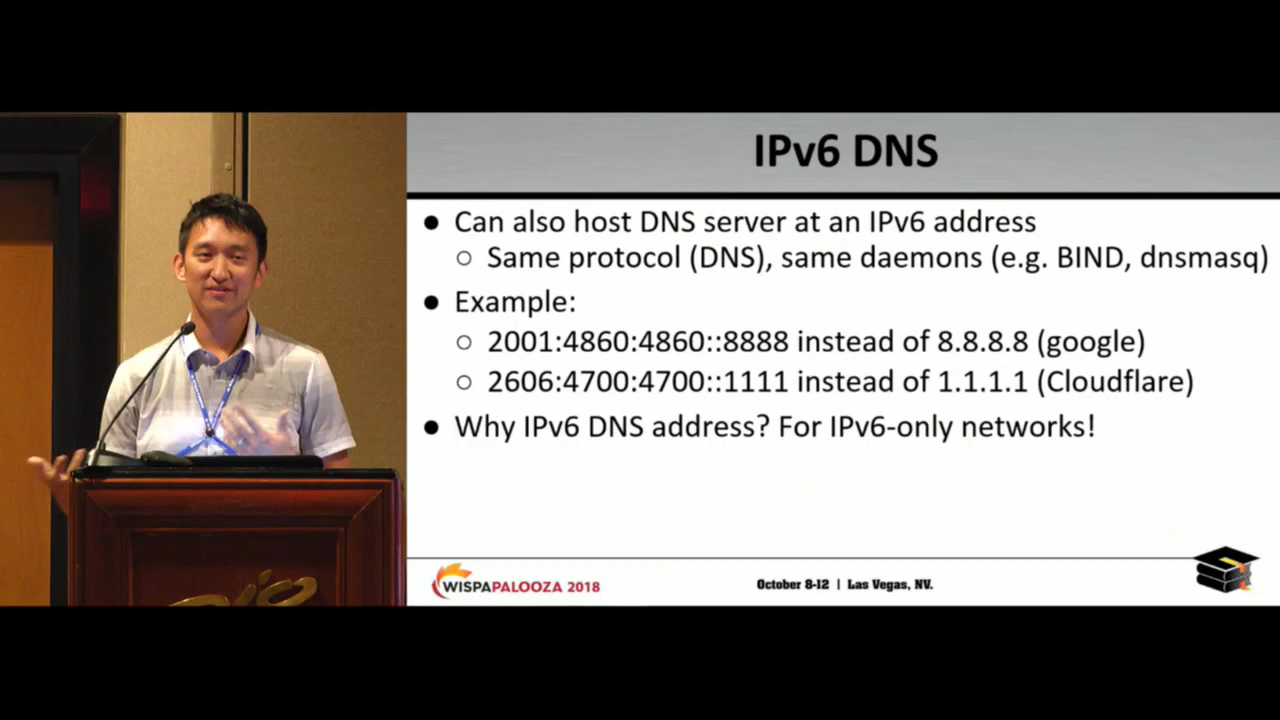 IPv6 DNS
● Can also host DNS server at an IPv6 address
○ Same protocol (DNS), same daemons (e.g. BIND, dnsmasq)
● Example:
○ 2001:4860:4860::8888 instead of 8.8.8.8 (google)
○ 2606:4700:4700::1111 instead of 1.1.1.1 (Cloudflare)
● Why IPv6 DNS address? For IPv6-only networks!
WISPAPALOOZA 2018
October 8-12 | Las Vegas, NV.